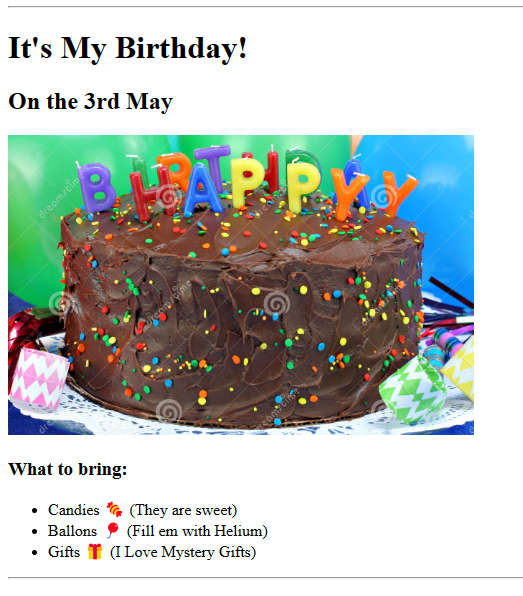 It's My Birthday!
On the 3rd May
HAPPY
BIRTHDAY
dreamstime
What to bring:
• Candies 🍬 (They are sweet)
• Ballons 🎈 (Fill em with Helium)
• Gifts 🎁 (I Love Mystery Gifts)